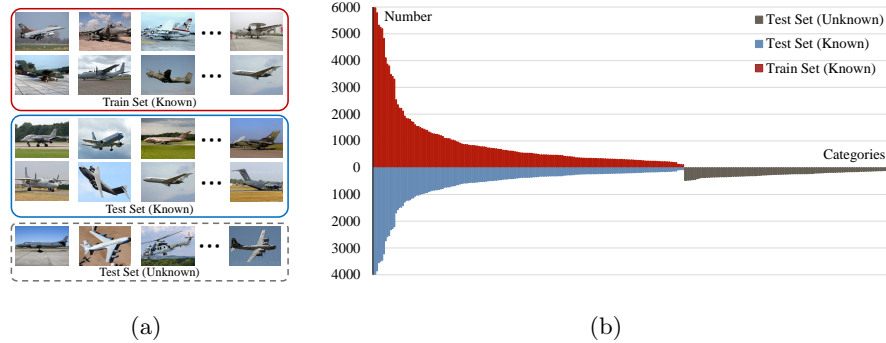 Train Set (Known)
Test Set (Known)
Test Set (Unknown)
(a)
Number
Test Set (Unknown)
Test Set (Known)
Train Set (Known)
Categories
6000
5000
4000
3000
2000
1000
0
1000
2000
3000
4000
(b)